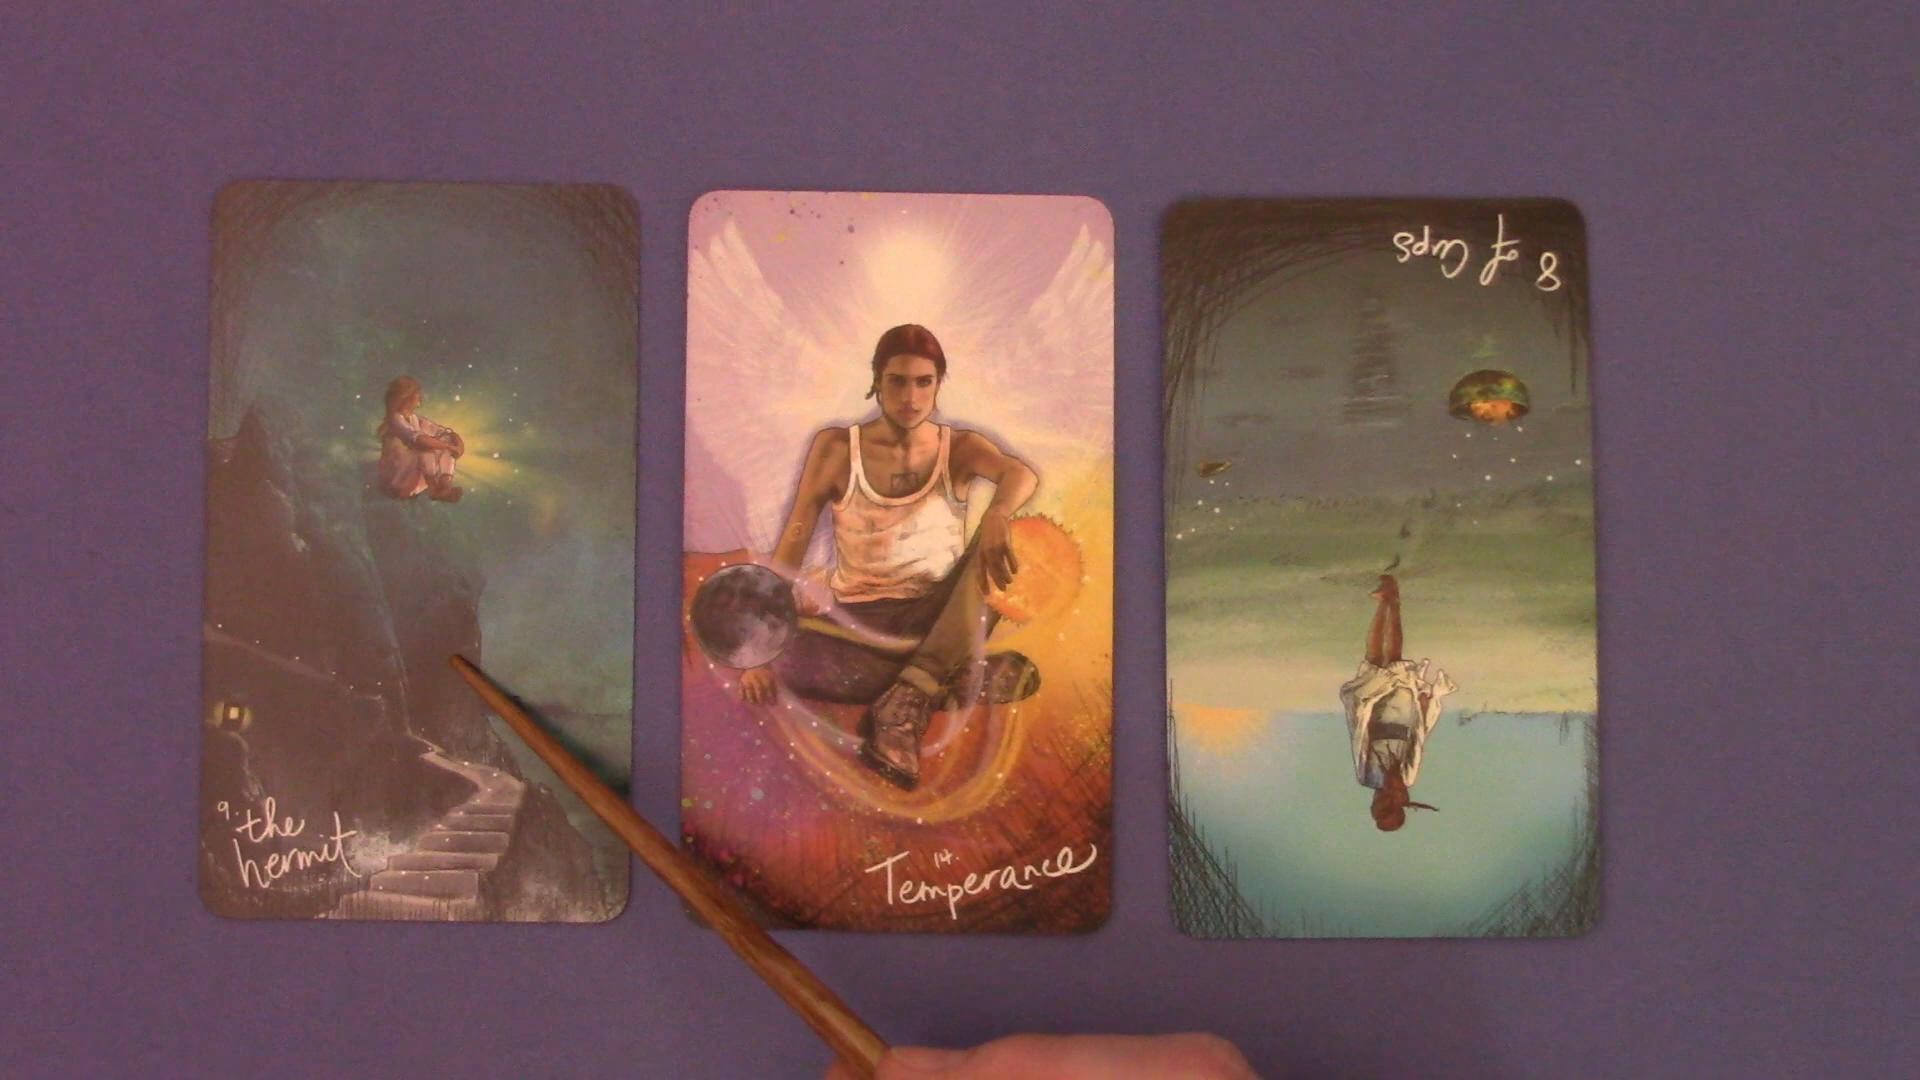 9.
the
hermit
14.
Temperance
8 of Cups